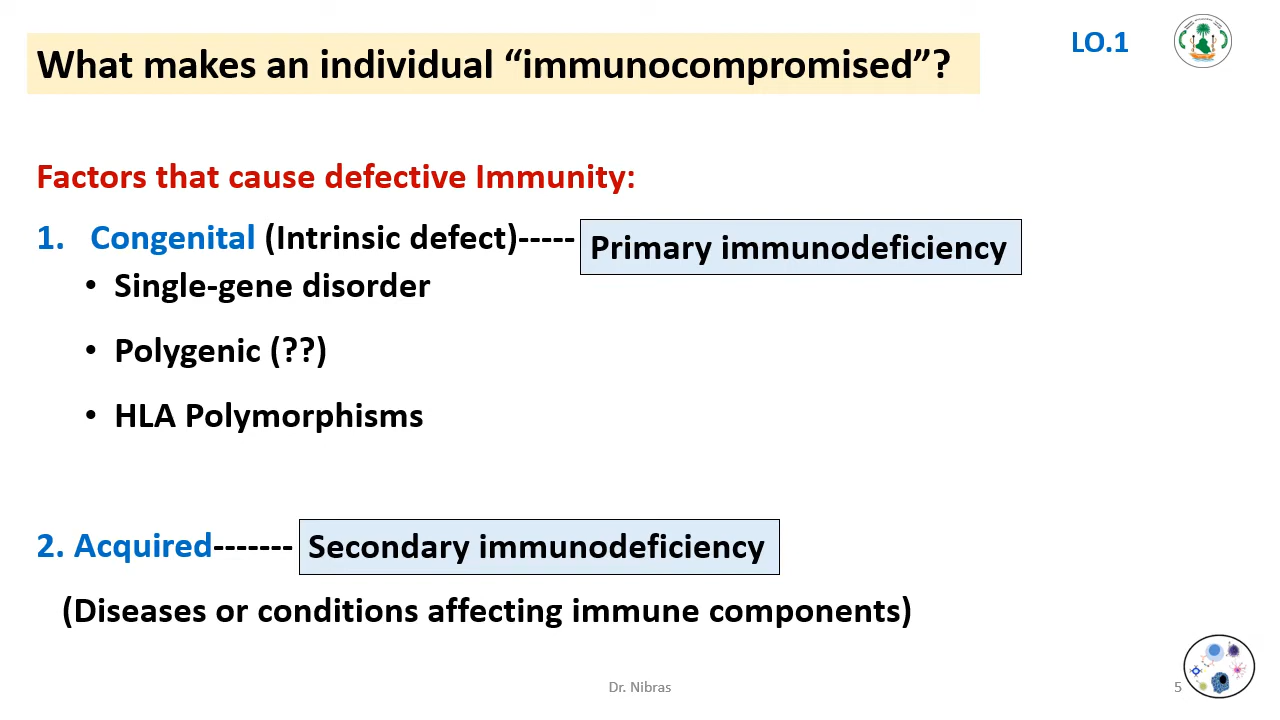 What makes an individual “immunocompromised”?
LO.1
Factors that cause defective Immunity:
1. Congenital (Intrinsic defect)----- Primary immunodeficiency
• Single-gene disorder
• Polygenic (??)
• HLA Polymorphisms
2. Acquired------- Secondary immunodeficiency
(Diseases or conditions affecting immune components)
Dr. Nibras
5